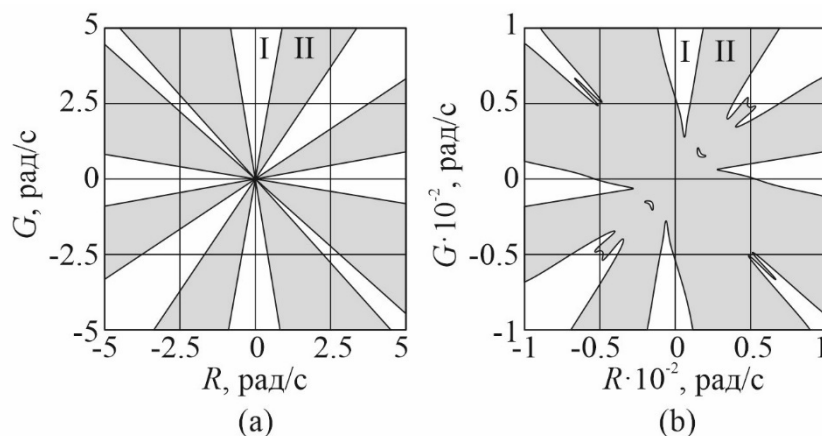 5
2.5
0
-2.5
-5
G, рад/с
I II
-5 -2.5 0 2.5 5
R, рад/с
(a)
1
0.5
0
-0.5
-1
G·10⁻², рад/с
I II
-1 -0.5 0 0.5 1
R·10⁻², рад/с
(b)